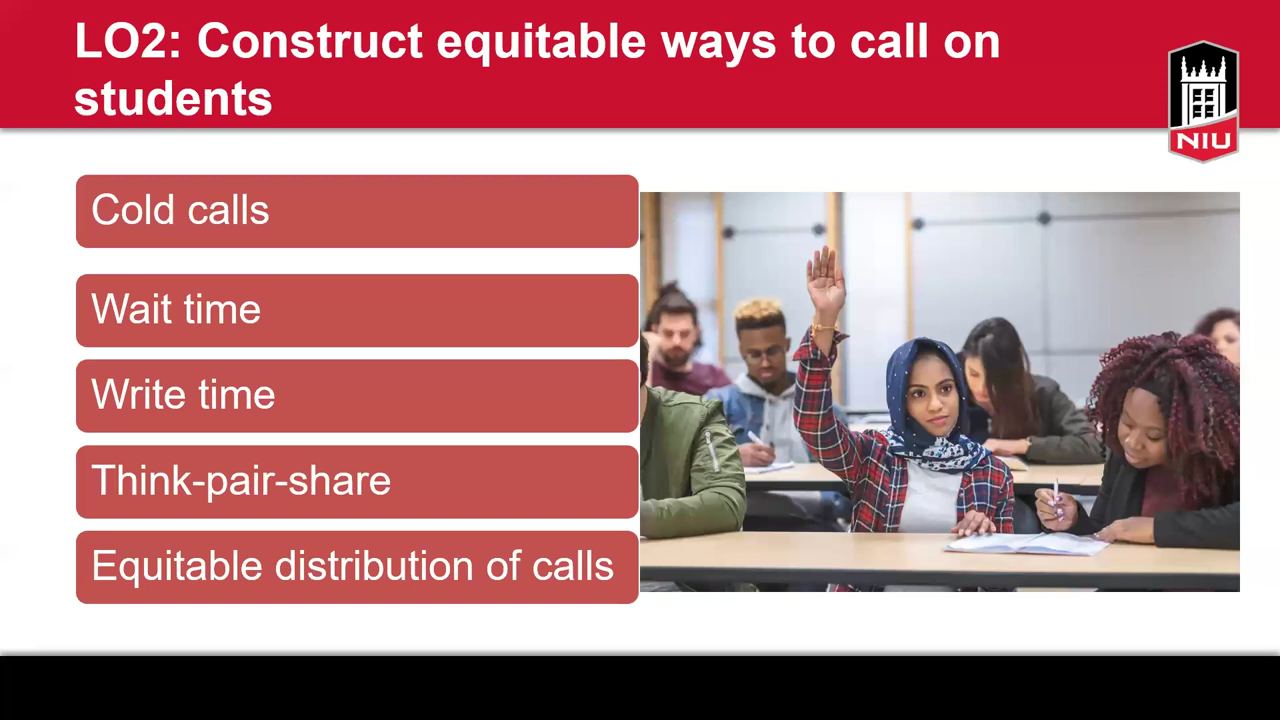 LO2: Construct equitable ways to call on
students
NIU
Cold calls
Wait time
Write time
Think-pair-share
Equitable distribution of calls